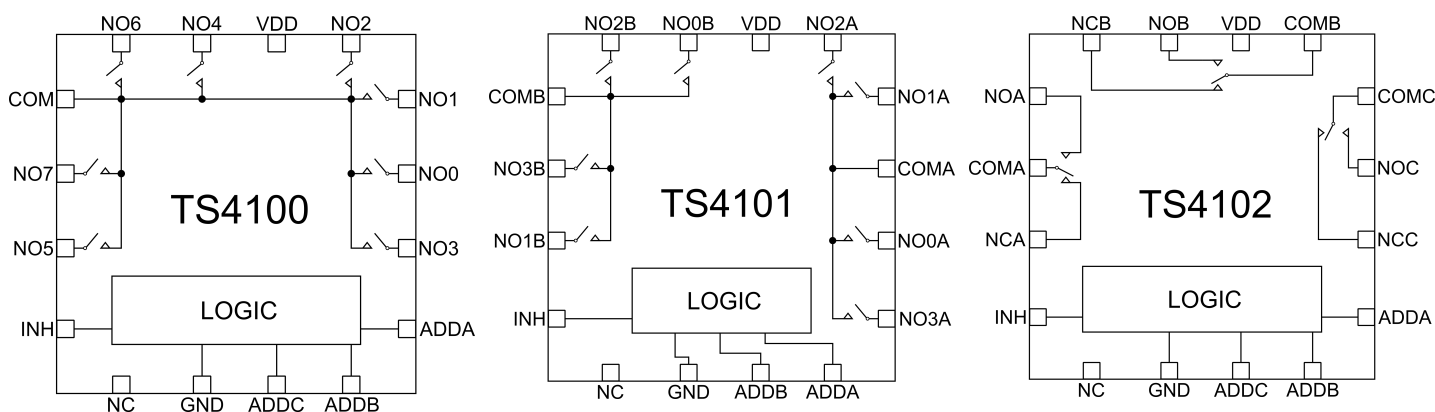 NO6 NO4 VDD NO2
COM
NO1
NO7
NO0
TS4100
NO5
NO3
LOGIC
INH
ADDA
NC GND ADDC ADDB
NO2B NO0B VDD NO2A
COMB
NO1A
NO3B
COMA
TS4101
NO1B
NO0A
LOGIC
INH
NO3A
NC GND ADDB ADDA
NCB NOB VDD COMB
NOA
COMC
COMA
NOC
TS4102
NCA
NCC
LOGIC
INH
ADDA
NC GND ADDC ADDB